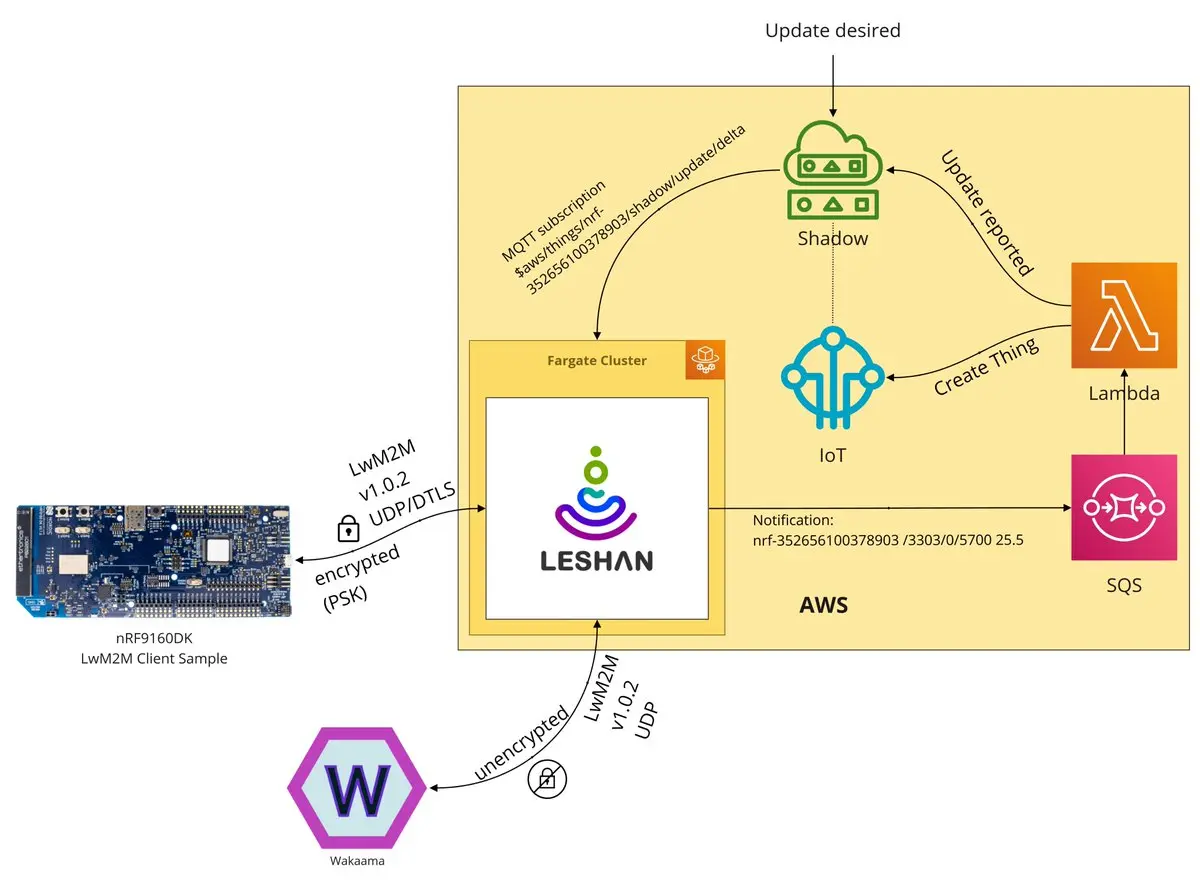 Update desired
MQTT subscription
$aws/things/nrf-
352656100378903/shadow/update/delta
Shadow
Update reported
Fargate Cluster
Create Thing
Lambda
IoT
LwM2M
v1.0.2
UDP/DTLS
encrypted
(PSK)
LESHAN
Notification:
nrf-352656100378903 /3303/0/5700 25.5
AWS
SQS
nRF9160DK
LwM2M Client Sample
LwM2M
v1.0.2
UDP
unencrypted
W
Wakaama